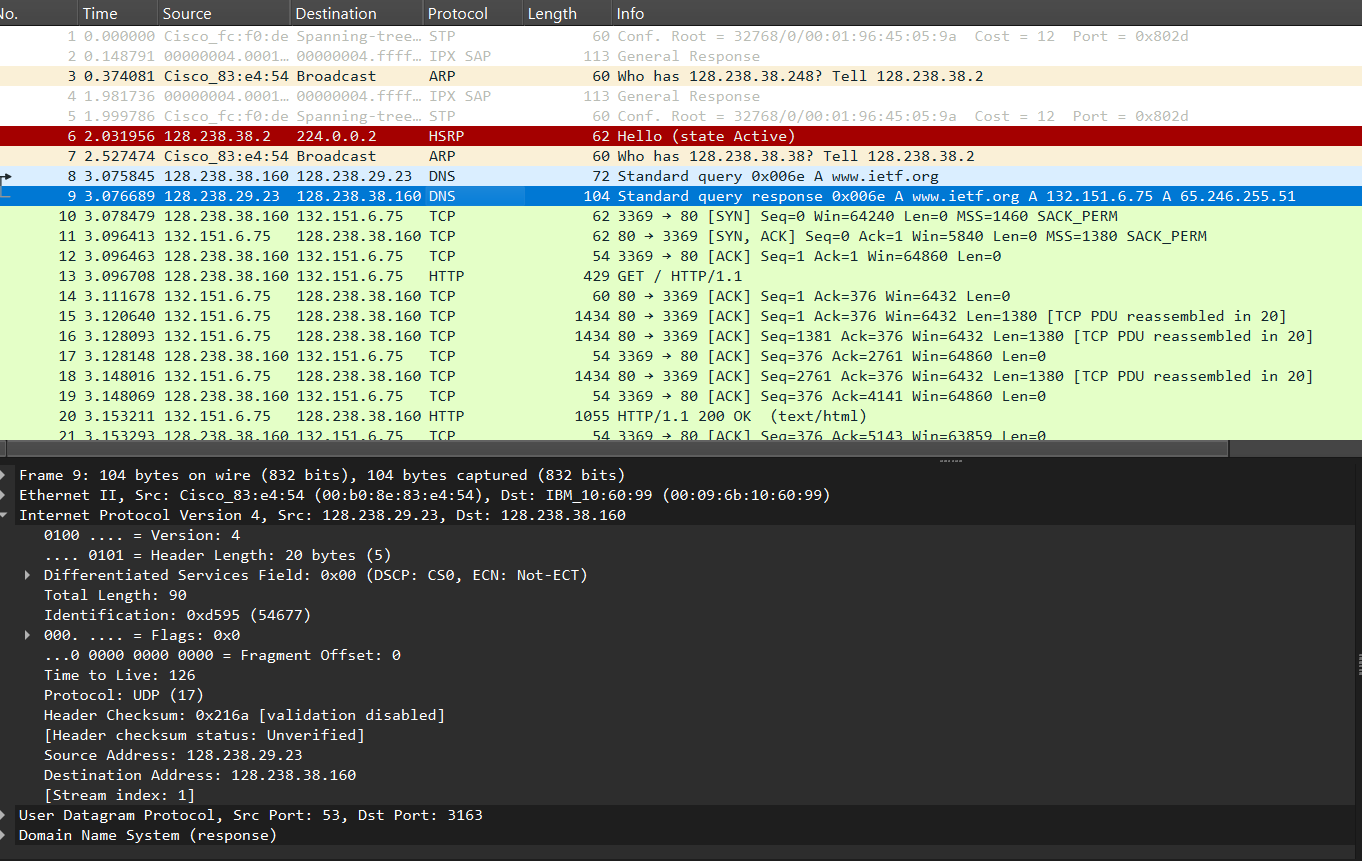 No. Time Source Destination Protocol Length Info
1 0.000000 Cisco_fc:f0:de Spanning-tree… STP 60 Conf. Root = 32768/0/00:01:96:45:05:9a Cost = 12 Port = 0x802d
2 0.148791 00000004.0001… 00000004.ffff… IPX SAP 113 General Response
3 0.374081 Cisco_83:e4:54 Broadcast ARP 60 Who has 128.238.38.248? Tell 128.238.38.2
4 1.981736 00000004.0001… 00000004.ffff… IPX SAP 113 General Response
5 1.999786 Cisco_fc:f0:de Spanning-tree… STP 60 Conf. Root = 32768/0/00:01:96:45:05:9a Cost = 12 Port = 0x802d
6 2.031956 128.238.38.2 224.0.0.2 HSRP 62 Hello (state Active)
7 2.527474 Cisco_83:e4:54 Broadcast ARP 60 Who has 128.238.38.38? Tell 128.238.38.2
8 3.075845 128.238.38.160 128.238.29.23 DNS 72 Standard query 0x006e A www.ietf.org
9 3.076689 128.238.29.23 128.238.38.160 DNS 104 Standard query response 0x006e A www.ietf.org A 132.151.6.75 A 65.246.255.51
10 3.078479 128.238.38.160 132.151.6.75 TCP 62 3369 → 80 [SYN] Seq=0 Win=64240 Len=0 MSS=1460 SACK_PERM
11 3.096413 132.151.6.75 128.238.38.160 TCP 62 80 → 3369 [SYN, ACK] Seq=0 Ack=1 Win=5840 Len=0 MSS=1380 SACK_PERM
12 3.096463 128.238.38.160 132.151.6.75 TCP 54 3369 → 80 [ACK] Seq=1 Ack=1 Win=64860 Len=0
13 3.096708 128.238.38.160 132.151.6.75 HTTP 429 GET / HTTP/1.1
14 3.111678 132.151.6.75 128.238.38.160 TCP 60 80 → 3369 [ACK] Seq=1 Ack=376 Win=6432 Len=0
15 3.120640 132.151.6.75 128.238.38.160 TCP 1434 80 → 3369 [ACK] Seq=1 Ack=376 Win=6432 Len=1380 [TCP PDU reassembled in 20]
16 3.128093 132.151.6.75 128.238.38.160 TCP 1434 80 → 3369 [ACK] Seq=1381 Ack=376 Win=6432 Len=1380 [TCP PDU reassembled in 20]
17 3.128148 128.238.38.160 132.151.6.75 TCP 54 3369 → 80 [ACK] Seq=376 Ack=2761 Win=64860 Len=0
18 3.148016 132.151.6.75 128.238.38.160 TCP 1434 80 → 3369 [ACK] Seq=2761 Ack=376 Win=6432 Len=1380 [TCP PDU reassembled in 20]
19 3.148069 128.238.38.160 132.151.6.75 TCP 54 3369 → 80 [ACK] Seq=376 Ack=4141 Win=64860 Len=0
20 3.153211 132.151.6.75 128.238.38.160 HTTP 1055 HTTP/1.1 200 OK (text/html)
21 3.153293 128.238.38.160 132.151.6.75 TCP 54 3369 → 80 [ACK] Seq=376 Ack=5143 Win=63859 Len=0
Frame 9: 104 bytes on wire (832 bits), 104 bytes captured (832 bits)
Ethernet II, Src: Cisco_83:e4:54 (00:b0:8e:83:e4:54), Dst: IBM_10:60:99 (00:09:6b:10:60:99)
Internet Protocol Version 4, Src: 128.238.29.23, Dst: 128.238.38.160
0100 .... = Version: 4
.... 0101 = Header Length: 20 bytes (5)
Differentiated Services Field: 0x00 (DSCP: CS0, ECN: Not-ECT)
Total Length: 90
Identification: 0xd595 (54677)
000. .... = Flags: 0x0
...0 0000 0000 0000 = Fragment Offset: 0
Time to Live: 126
Protocol: UDP (17)
Header Checksum: 0x216a [validation disabled]
[Header checksum status: Unverified]
Source Address: 128.238.29.23
Destination Address: 128.238.38.160
[Stream index: 1]
User Datagram Protocol, Src Port: 53, Dst Port: 3163
Domain Name System (response)